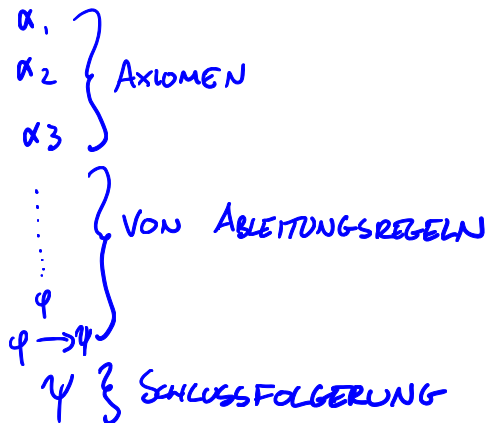 α₁
α₂ AXIOMEN
α3
VON ABLEITUNGSREGELN
φ
φ → ψ
ψ SCHLUSSFOLGERUNG